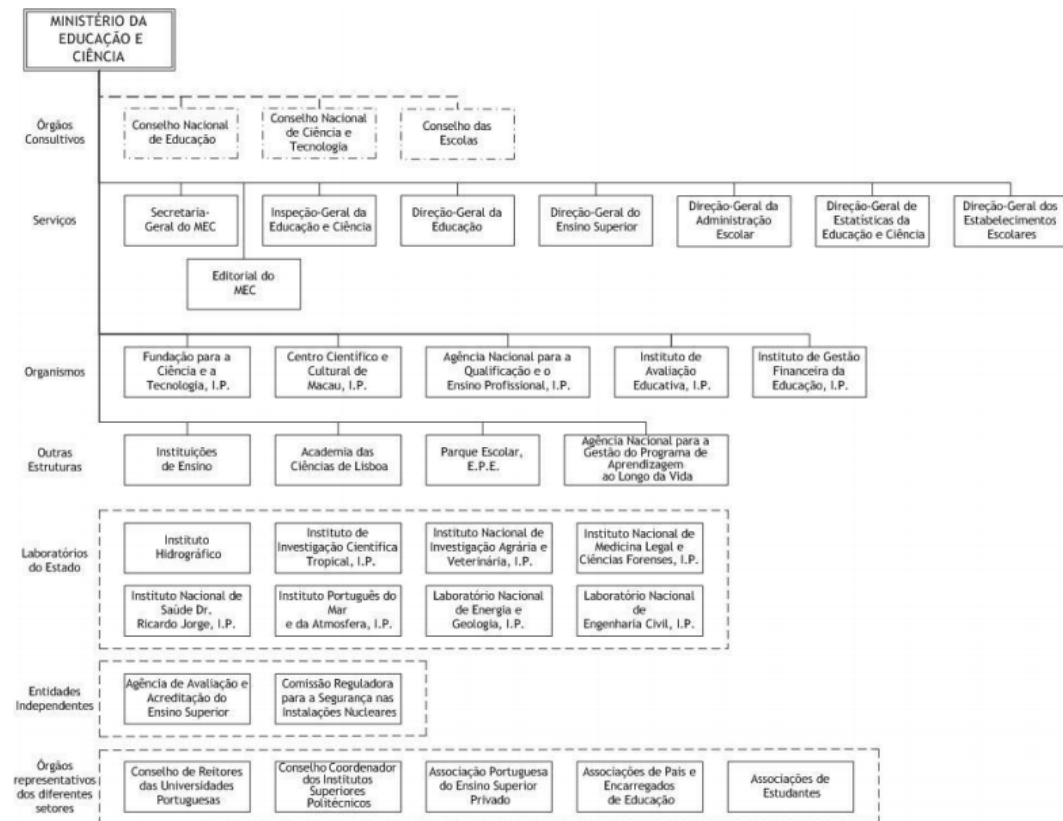 MINISTÉRIO DA
EDUCAÇÃO E
CIÊNCIA
Órgãos
Consultivos
Conselho Nacional
de Educação
Conselho Nacional
de Ciência e
Tecnologia
Conselho das
Escolas
Serviços
Secretaria-
Geral do MEC
Inspeção-Geral da
Educação e Ciência
Direção-Geral da
Educação
Direção-Geral do
Ensino Superior
Direção-Geral da
Administração
Escolar
Direção-Geral de
Estatísticas da
Educação e Ciência
Direção-Geral dos
Estabelecimentos
Escolares
Editorial do
MEC
Organismos
Fundação para a
Ciência e a
Tecnologia, I.P.
Centro Científico e
Cultural de
Macau, I.P.
Agência Nacional para a
Qualificação e o
Ensino Profissional, I.P.
Instituto de
Avaliação
Educativa, I.P.
Instituto de Gestão
Financeira da
Educação, I.P.
Outras
Estruturas
Instituições
de Ensino
Academia das
Ciências de Lisboa
Parque Escolar,
E.P.E.
Agência Nacional para a
Gestão do Programa de
Aprendizagem
ao Longo da Vida
Laboratórios
do Estado
Instituto
Hidrográfico
Instituto de
Investigação Científica
Tropical, I.P.
Instituto Nacional de
Investigação Agrária e
Veterinária, I.P.
Instituto Nacional de
Medicina Legal e
Ciências Forenses, I.P.
Instituto Nacional de
Saúde Dr.
Ricardo Jorge, I.P.
Instituto Português do
Mar
e da Atmosfera, I.P.
Laboratório Nacional
de Energia e
Geologia, I.P.
Laboratório Nacional
de
Engenharia Civil, I.P.
Entidades
Independentes
Agência de Avaliação e
Acreditação do
Ensino Superior
Comissão Reguladora
para a Segurança nas
Instalações Nucleares
Órgãos
representativos
dos diferentes
setores
Conselho de Reitores
das Universidades
Portuguesas
Conselho Coordenador
dos Institutos
Superiores
Politécnicos
Associação Portuguesa
do Ensino Superior
Privado
Associações de Pais e
Encarregados
de Educação
Associações de
Estudantes